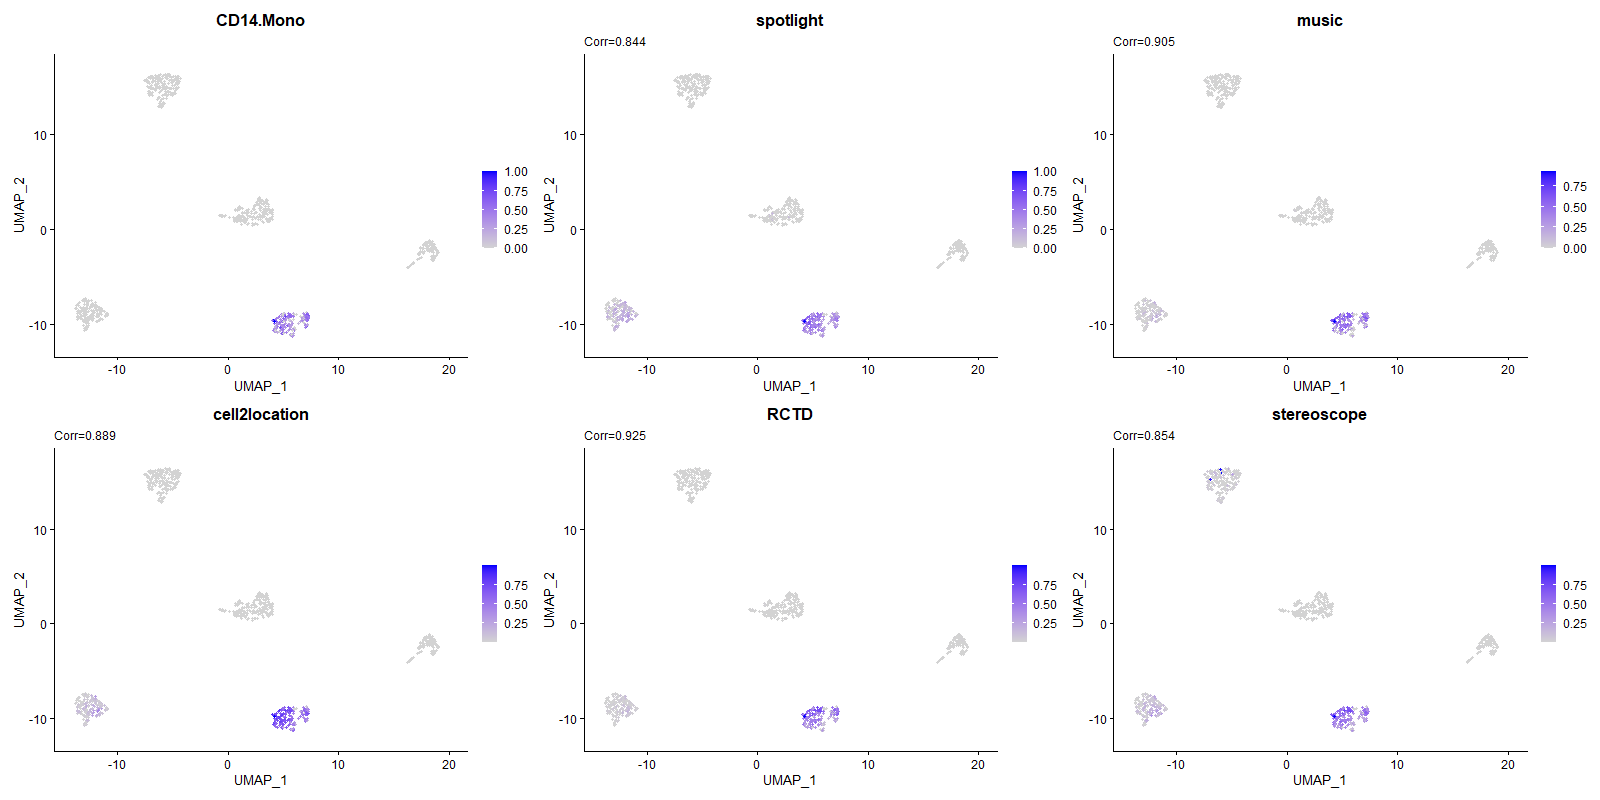 CD14.Mono
UMAP_2
10
0
-10
-10
0
10
20
UMAP_1
1.00
0.75
0.50
0.25
0.00
spotlight
Corr=0.844
UMAP_2
10
0
-10
-10
0
10
20
UMAP_1
1.00
0.75
0.50
0.25
0.00
music
Corr=0.905
UMAP_2
10
0
-10
-10
0
10
20
UMAP_1
0.75
0.50
0.25
0.00
cell2location
Corr=0.889
UMAP_2
10
0
-10
-10
0
10
20
UMAP_1
0.75
0.50
0.25
RCTD
Corr=0.925
UMAP_2
10
0
-10
-10
0
10
20
UMAP_1
0.75
0.50
0.25
stereoscope
Corr=0.854
UMAP_2
10
0
-10
-10
0
10
20
UMAP_1
0.75
0.50
0.25